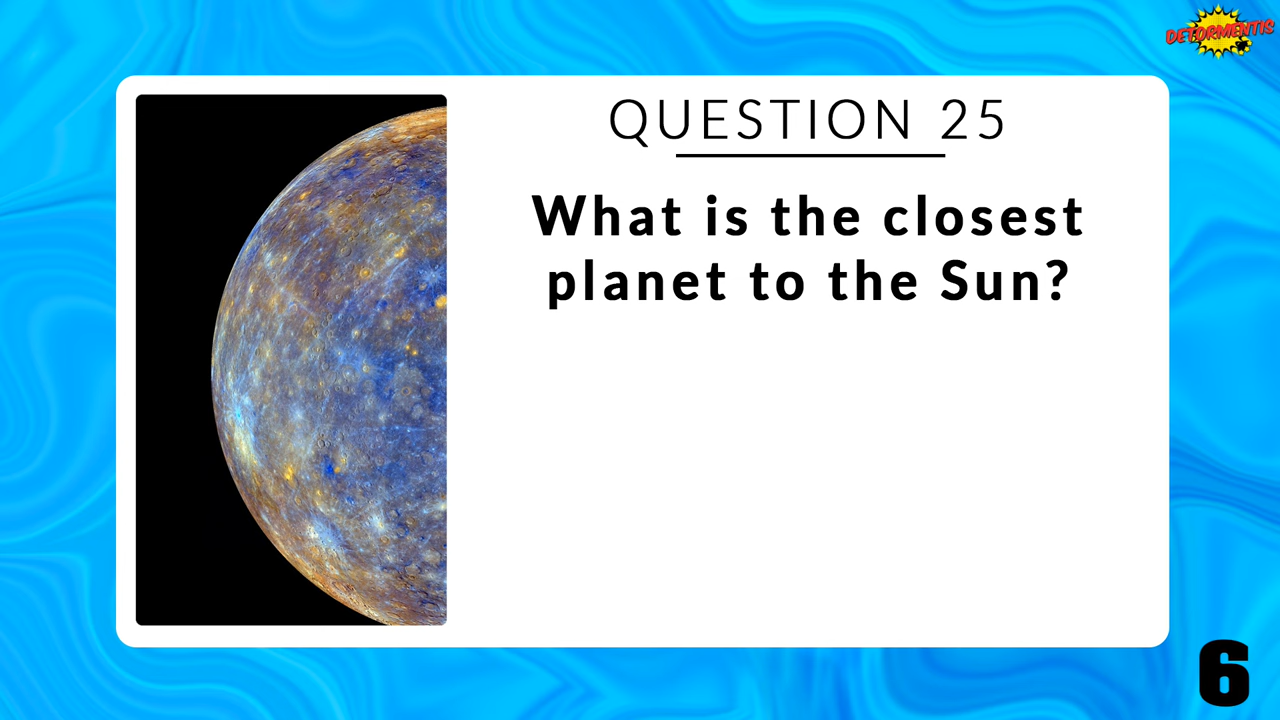 DETORMENTIS
QUESTION 25
What is the closest
planet to the Sun?
6